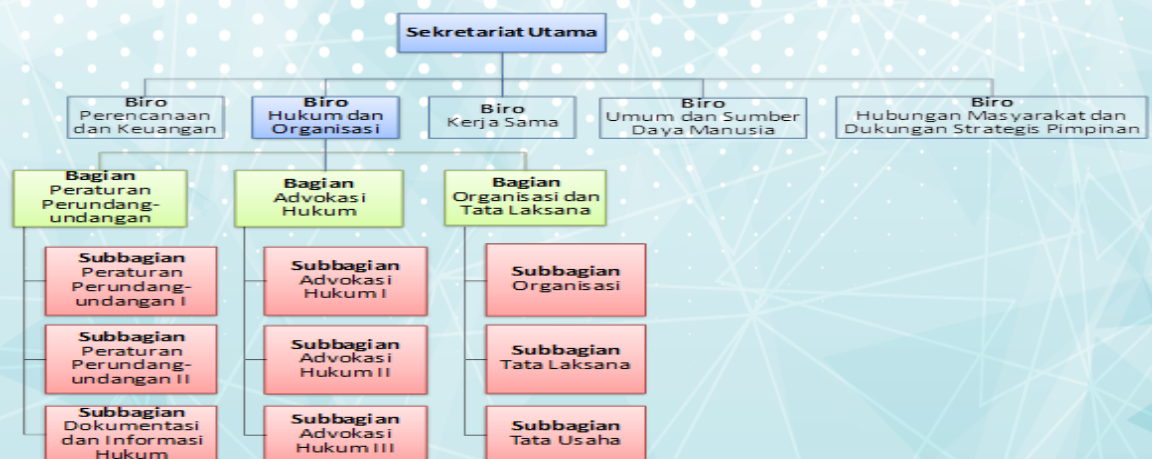 Sekretariat Utama
Biro
Perencanaan
dan Keuangan
Biro
Hukum dan
Organisasi
Biro
Kerja Sama
Biro
Umum dan Sumber
Daya Manusia
Biro
Hubungan Masyarakat dan
Dukungan Strategis Pimpinan
Bagian
Peraturan
Perundang-
undangan
Bagian
Advokasi
Hukum
Bagian
Organisasi dan
Tata Laksana
Subbagian
Peraturan
Perundang-
undangan I
Subbagian
Advokasi
Hukum I
Subbagian
Organisasi
Subbagian
Peraturan
Perundang-
undangan II
Subbagian
Advokasi
Hukum II
Subbagian
Tata Laksana
Subbagian
Dokumentasi
dan Informasi
Hukum
Subbagian
Advokasi
Hukum III
Subbagian
Tata Usaha